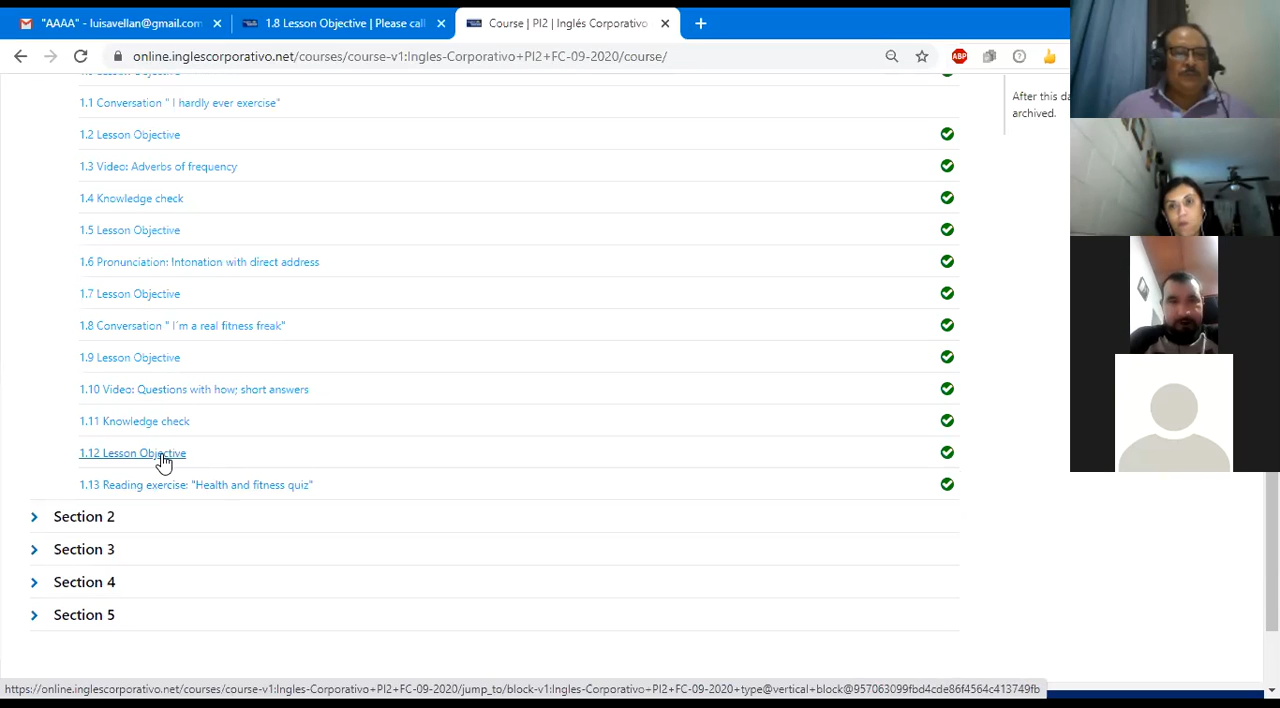 "AAAA" - luisavellan@gmail.com
1.8 Lesson Objective | Please call
Course | PI2 | Inglés Corporativo
online.inglescorporativo.net/courses/course-v1:Ingles-Corporativo+PI2+FC-09-2020/course/
ABP
After this da
archived.
1.1 Conversation " I hardly ever exercise"
1.2 Lesson Objective
1.3 Video: Adverbs of frequency
1.4 Knowledge check
1.5 Lesson Objective
1.6 Pronunciation: Intonation with direct address
1.7 Lesson Objective
1.8 Conversation " I´m a real fitness freak"
1.9 Lesson Objective
1.10 Video: Questions with how; short answers
1.11 Knowledge check
1.12 Lesson Objective
1.13 Reading exercise: "Health and fitness quiz"
Section 2
Section 3
Section 4
Section 5
https://online.inglescorporativo.net/courses/course-v1:Ingles-Corporativo+PI2+FC-09-2020/jump_to/block-v1:Ingles-Corporativo+PI2+FC-09-2020+type@vertical+block@957063099fbd4cde86f4564c413749fb